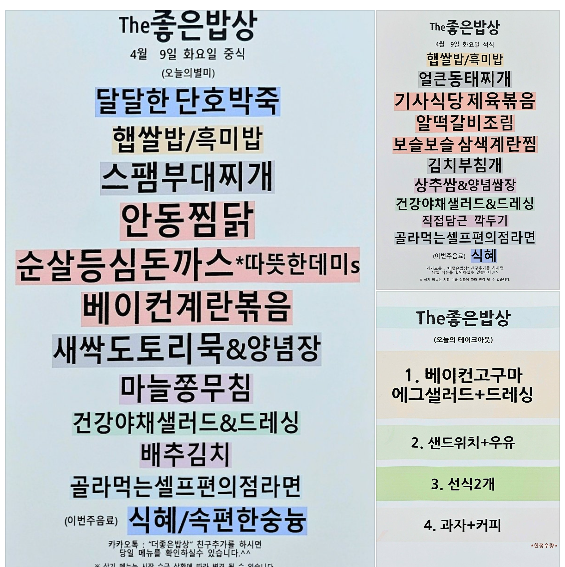 The좋은밥상
4월 9일 화요일 중식
(오늘의별미)
달달한 단호박죽
햅쌀밥/흑미밥
스팸부대찌개
안동찜닭
순살등심돈까스*따뜻한데미s
베이컨계란볶음
새싹도토리묵&양념장
마늘쫑무침
건강야채샐러드&드레싱
배추김치
골라먹는셀프편의점라면
(이번주음료) 식혜/속편한숭늉
카카오톡 : "더좋은밥상" 친구추가를 하시면
당일 메뉴를 확인하실수 있습니다.^^
The좋은밥상
4월 9일 화요일 석식
햅쌀밥/흑미밥
얼큰동태찌개
기사식당 제육볶음
알떡갈비조림
보슬보슬 삼색계란찜
김치부침개
상추쌈&양념쌈장
건강야채샐러드&드레싱
직접담근 깍두기
골라먹는셀프편의점라면
(이번주음료) 식혜
The좋은밥상
(오늘의 테이크아웃)
1. 베이컨고구마
에그샐러드+드레싱
2. 샌드위치+우유
3. 선식2개
4. 과자+커피